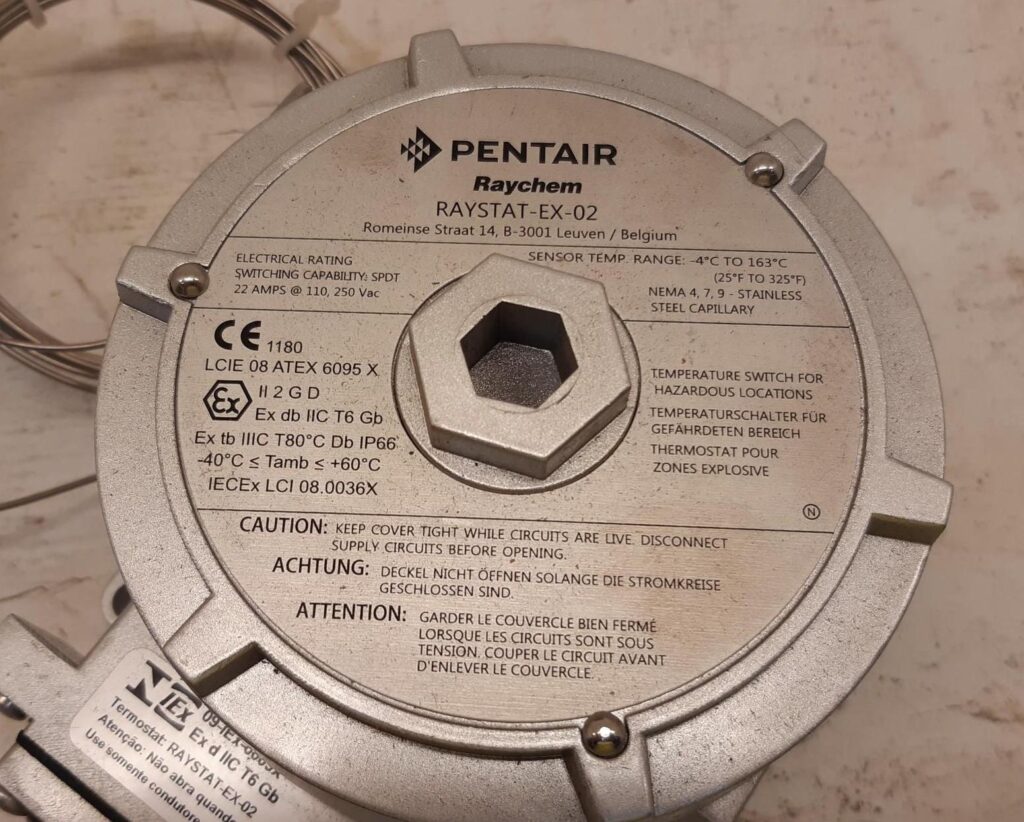 PENTAIR
Raychem
RAYSTAT-EX-02
Romeinse Straat 14, B-3001 Leuven / Belgium
ELECTRICAL RATING
SWITCHING CAPABILITY: SPDT
22 AMPS @ 110, 250 Vac
SENSOR TEMP. RANGE: -4°C TO 163°C
(25°F TO 325°F)
NEMA 4, 7, 9 - STAINLESS
STEEL CAPILLARY
CE 1180
LCIE 08 ATEX 6095 X
Ex II 2 G D
Ex db IIC T6 Gb
Ex tb IIIC T80°C Db IP66
-40°C ≤ Tamb ≤ +60°C
IECEx LCI 08.0036X
TEMPERATURE SWITCH FOR
HAZARDOUS LOCATIONS
TEMPERATURSCHALTER FÜR
GEFÄHRDETEN BEREICH
THERMOSTAT POUR
ZONES EXPLOSIVE
N
CAUTION: KEEP COVER TIGHT WHILE CIRCUITS ARE LIVE. DISCONNECT
SUPPLY CIRCUITS BEFORE OPENING.
ACHTUNG: DECKEL NICHT ÖFFNEN SOLANGE DIE STROMKREISE
GESCHLOSSEN SIND.
ATTENTION: GARDER LE COUVERCLE BIEN FERMÉ
LORSQUE LES CIRCUITS SONT SOUS
TENSION. COUPER LE CIRCUIT AVANT
D'ENLEVER LE COUVERCLE.
Ex d IIC T6 Gb
Termostat: RAYSTAT-EX-02
Atenção: Não abra quando
Use somente